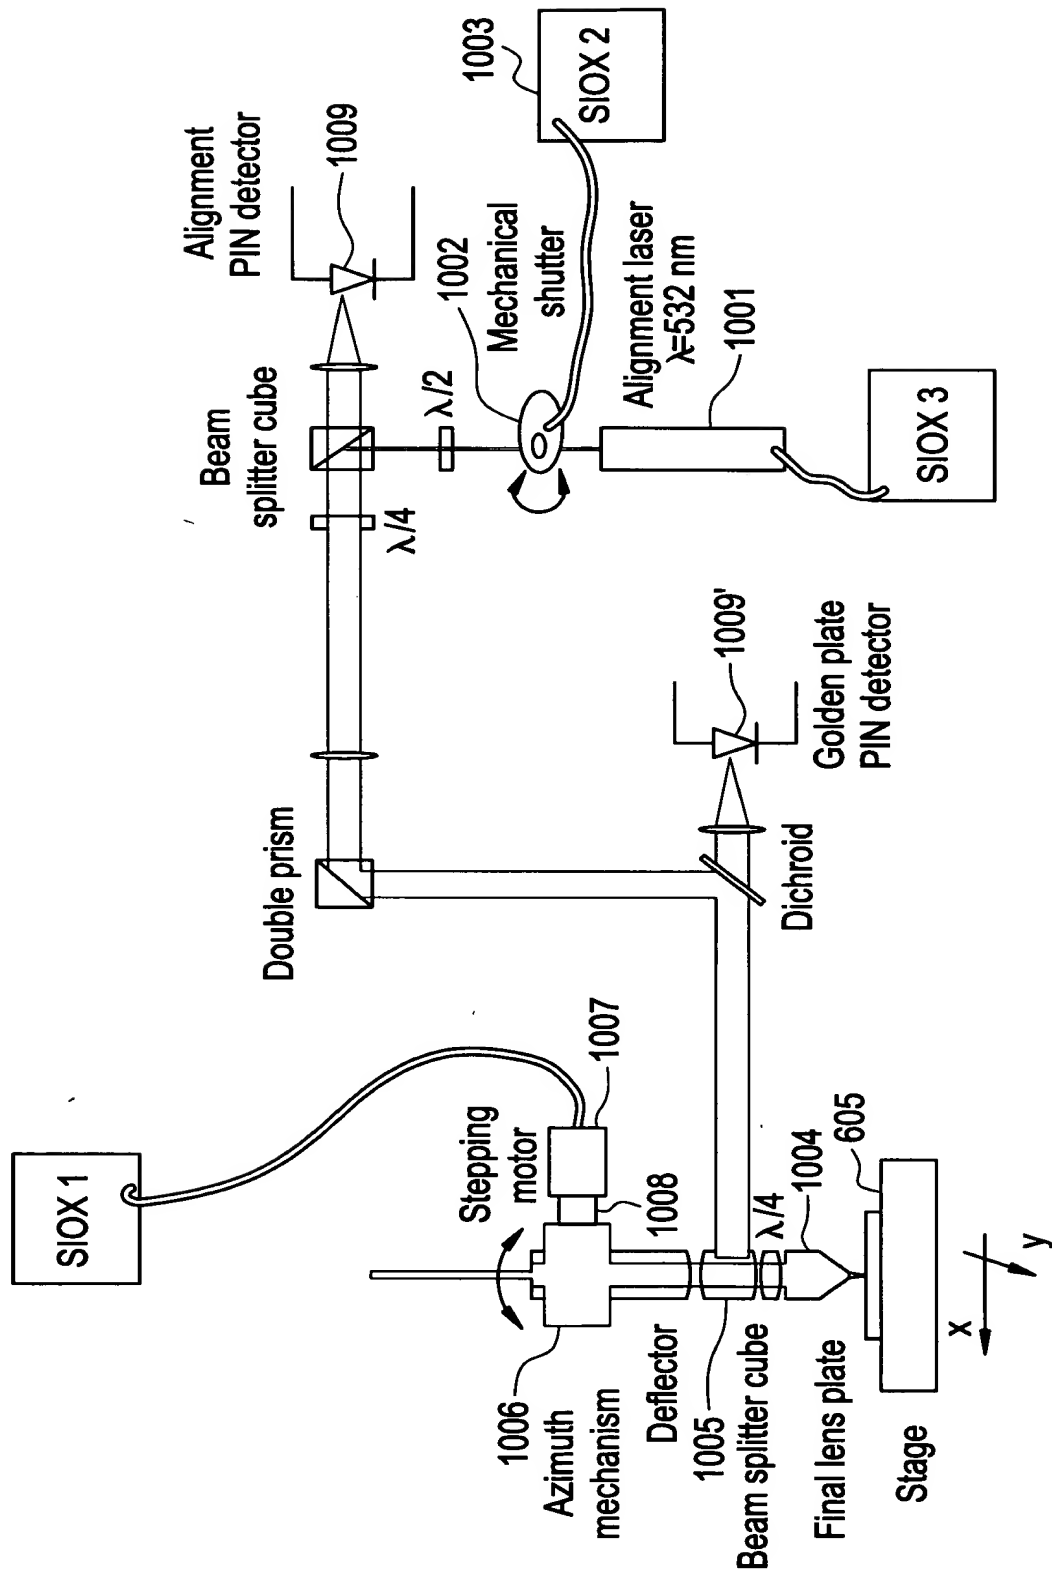 SIOX 1
Stepping
motor
1007
1008
1006
Azimuth
mechanism
Deflector
1005
Beam splitter cube
λ/4
1004
Final lens plate
605
Stage
x
y
Double prism
Dichroid
1009'
Golden plate
PIN detector
Beam
splitter cube
λ/4
λ/2
Alignment
PIN detector
1009
1002
Mechanical
shutter
1003
SIOX 2
Alignment laser
λ=532 nm
1001
SIOX 3